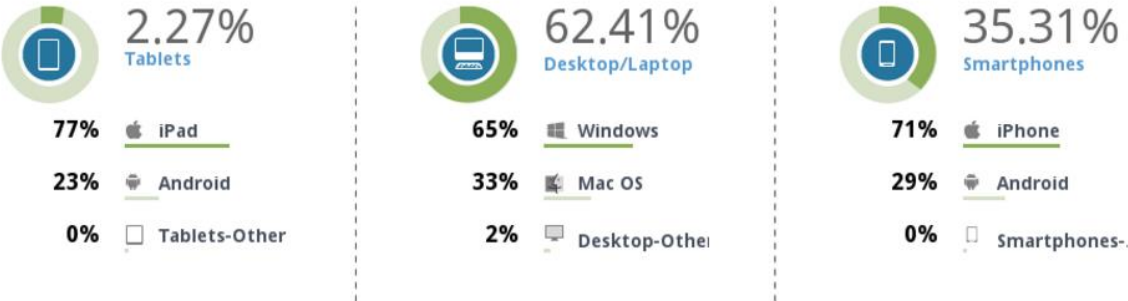 2.27%
Tablets
77% iPad
23% Android
0% Tablets-Other
62.41%
Desktop/Laptop
65% Windows
33% Mac OS
2% Desktop-Other
35.31%
Smartphones
71% iPhone
29% Android
0% Smartphones-.